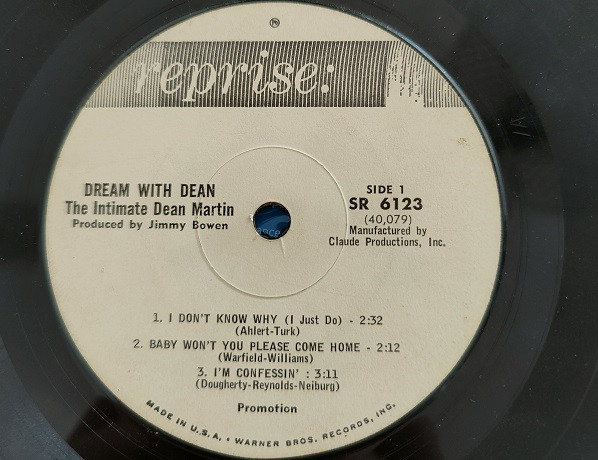 ℗
reprise:
DREAM WITH DEAN
The Intimate Dean Martin
Produced by Jimmy Bowen
SIDE 1
SR 6123
(40,079)
Manufactured by
Claude Productions, Inc.
ance
1. I DON'T KNOW WHY (I Just Do) - 2:32
(Ahlert-Turk)
2. BABY WON'T YOU PLEASE COME HOME - 2:12
(Warfield-Williams)
3. I'M CONFESSIN' : 3:11
(Dougherty-Reynolds-Neiburg)
Promotion
MADE IN U.S.A. • WARNER BROS. RECORDS, INC.